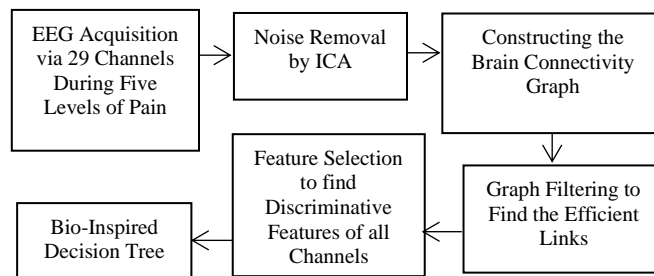 EEG Acquisition
via 29 Channels
During Five
Levels of Pain
Noise Removal
by ICA
Constructing the
Brain Connectivity
Graph
Graph Filtering to
Find the Efficient
Links
Feature Selection
to find
Discriminative
Features of all
Channels
Bio-Inspired
Decision Tree